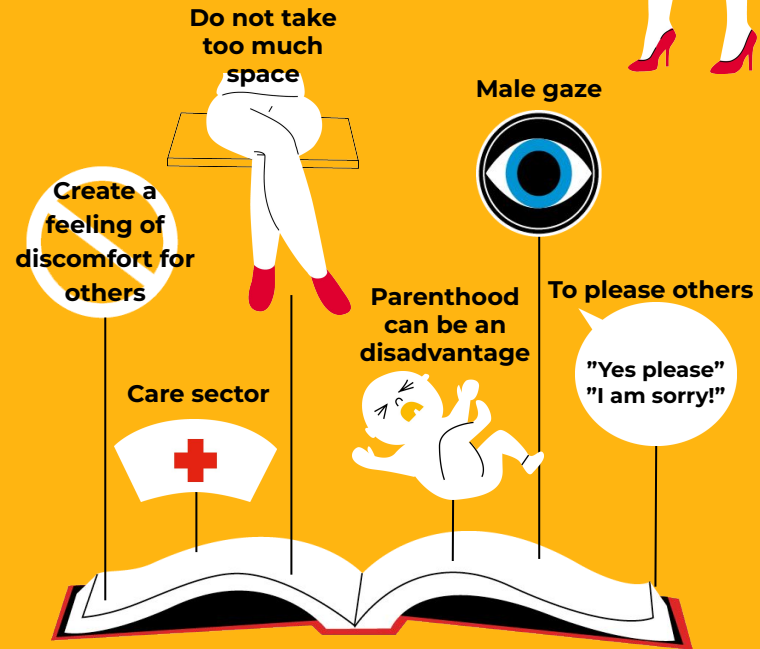 Do not take
too much
space
Male gaze
Create a
feeling of
discomfort for
others
Parenthood
can be an
disadvantage
To please others
”Yes please”
”I am sorry!”
Care sector